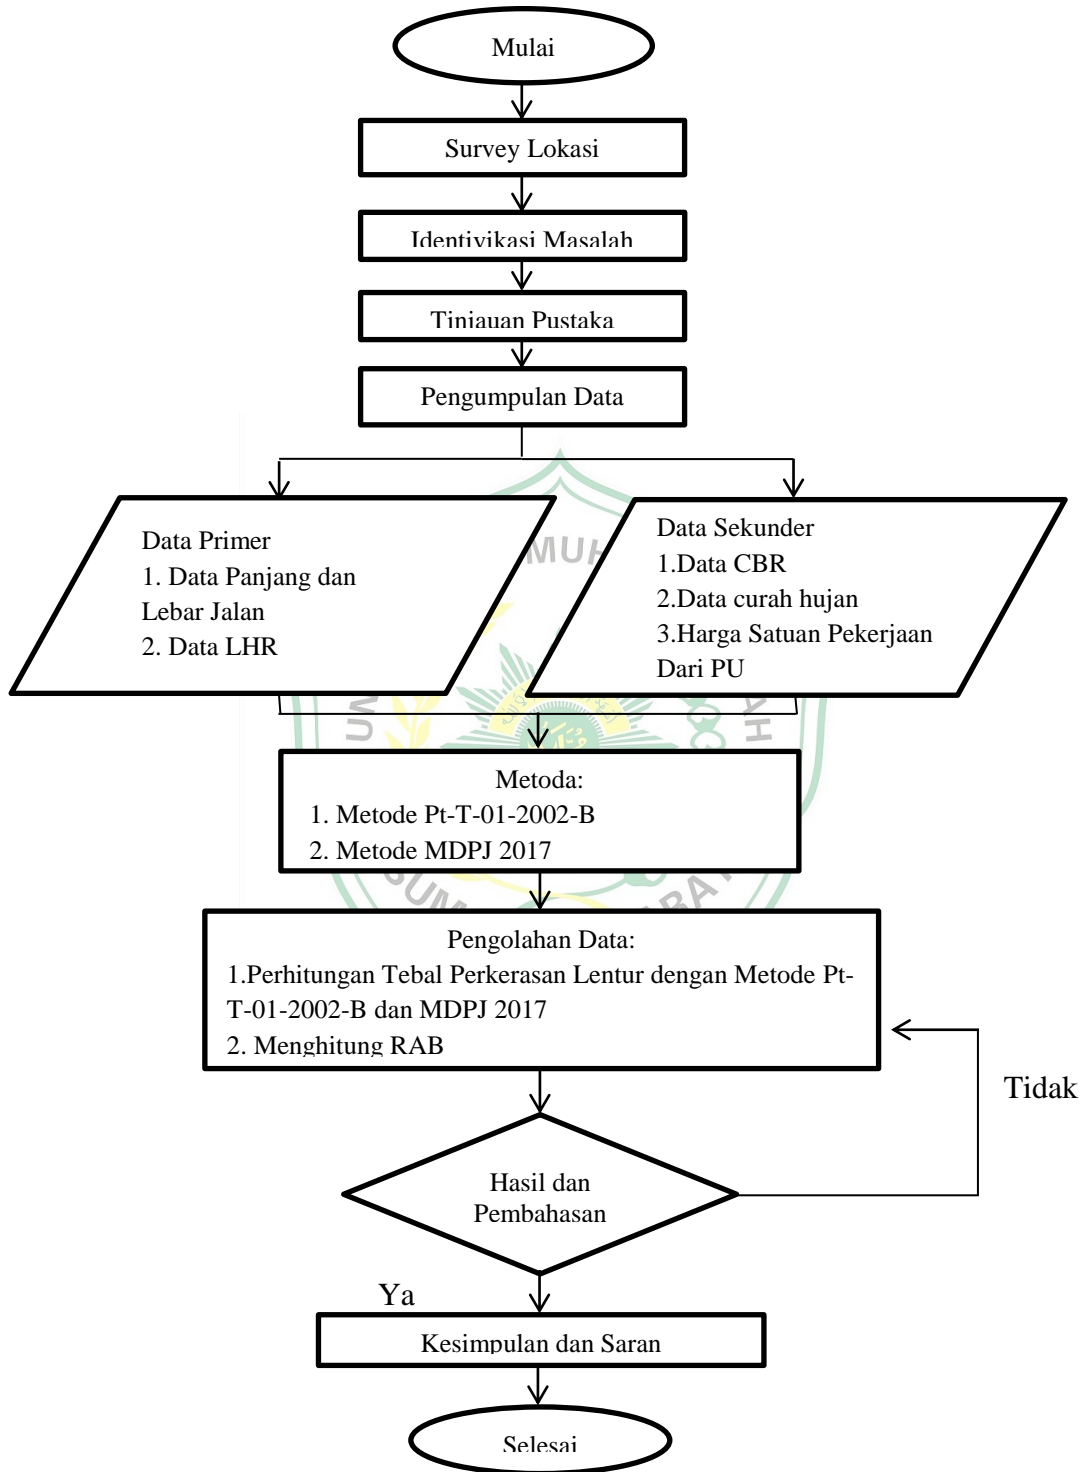 Mulai
Survey Lokasi
Identivikasi Masalah
Tinjauan Pustaka
Pengumpulan Data
Data Primer
1. Data Panjang dan
Lebar Jalan
2. Data LHR
Data Sekunder
1.Data CBR
2.Data curah hujan
3.Harga Satuan Pekerjaan
Dari PU
Metoda:
1. Metode Pt-T-01-2002-B
2. Metode MDPJ 2017
Pengolahan Data:
1.Perhitungan Tebal Perkerasan Lentur dengan Metode Pt-
T-01-2002-B dan MDPJ 2017
2. Menghitung RAB
Tidak
Hasil dan
Pembahasan
Ya
Kesimpulan dan Saran
Selesai